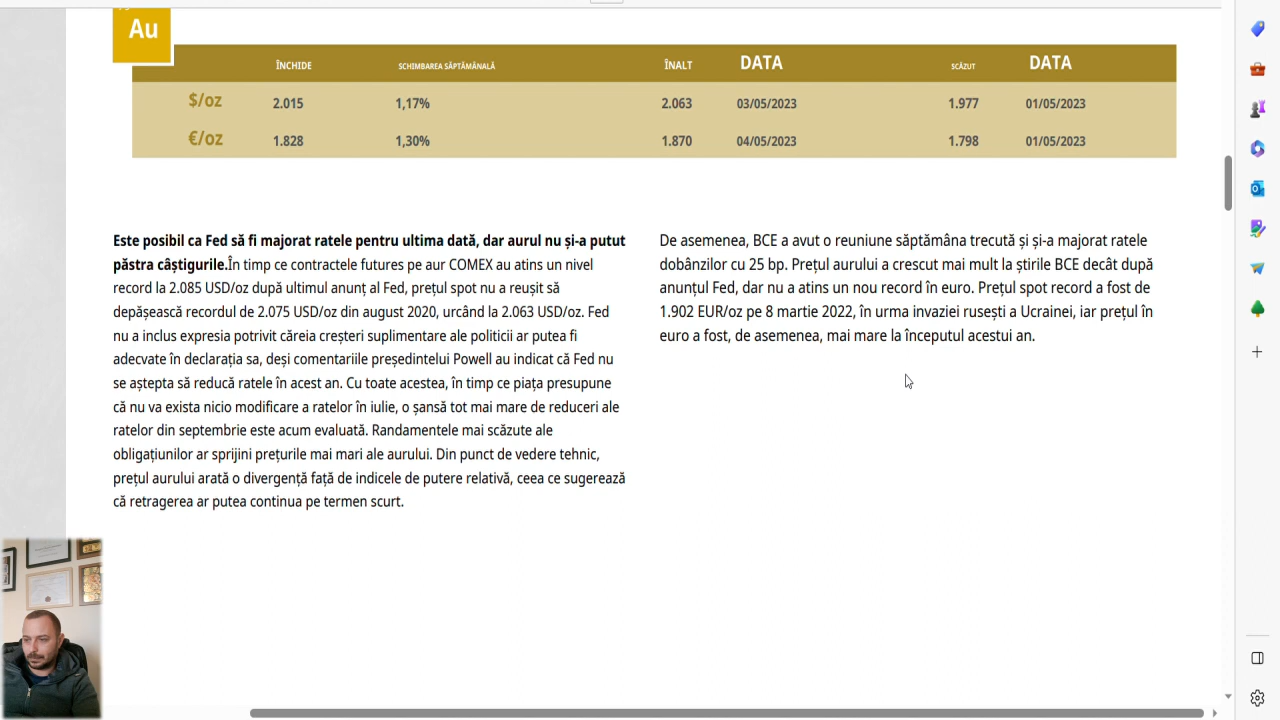 Au
ÎNCHIDE SCHIMBAREA SĂPTĂMÂNALĂ ÎNALT DATA SCĂZUT DATA
$/oz 2.015 1,17% 2.063 03/05/2023 1.977 01/05/2023
€/oz 1.828 1,30% 1.870 04/05/2023 1.798 01/05/2023
Este posibil ca Fed să fi majorat ratele pentru ultima dată, dar aurul nu și-a putut
păstra câștigurile.În timp ce contractele futures pe aur COMEX au atins un nivel
record la 2.085 USD/oz după ultimul anunț al Fed, prețul spot nu a reușit să
depășească recordul de 2.075 USD/oz din august 2020, urcând la 2.063 USD/oz. Fed
nu a inclus expresia potrivit căreia creșteri suplimentare ale politicii ar putea fi
adecvate în declarația sa, deși comentariile președintelui Powell au indicat că Fed nu
se aștepta să reducă ratele în acest an. Cu toate acestea, în timp ce piața presupune
că nu va exista nicio modificare a ratelor în iulie, o șansă tot mai mare de reduceri ale
ratelor din septembrie este acum evaluată. Randamentele mai scăzute ale
obligațiunilor ar sprijini prețurile mai mari ale aurului. Din punct de vedere tehnic,
prețul aurului arată o divergență față de indicele de putere relativă, ceea ce sugerează
că retragerea ar putea continua pe termen scurt.
De asemenea, BCE a avut o reuniune săptămâna trecută și și-a majorat ratele
dobânzilor cu 25 bp. Prețul aurului a crescut mai mult la știrile BCE decât după
anunțul Fed, dar nu a atins un nou record în euro. Prețul spot record a fost de
1.902 EUR/oz pe 8 martie 2022, în urma invaziei rusești a Ucrainei, iar prețul în
euro a fost, de asemenea, mai mare la începutul acestui an.